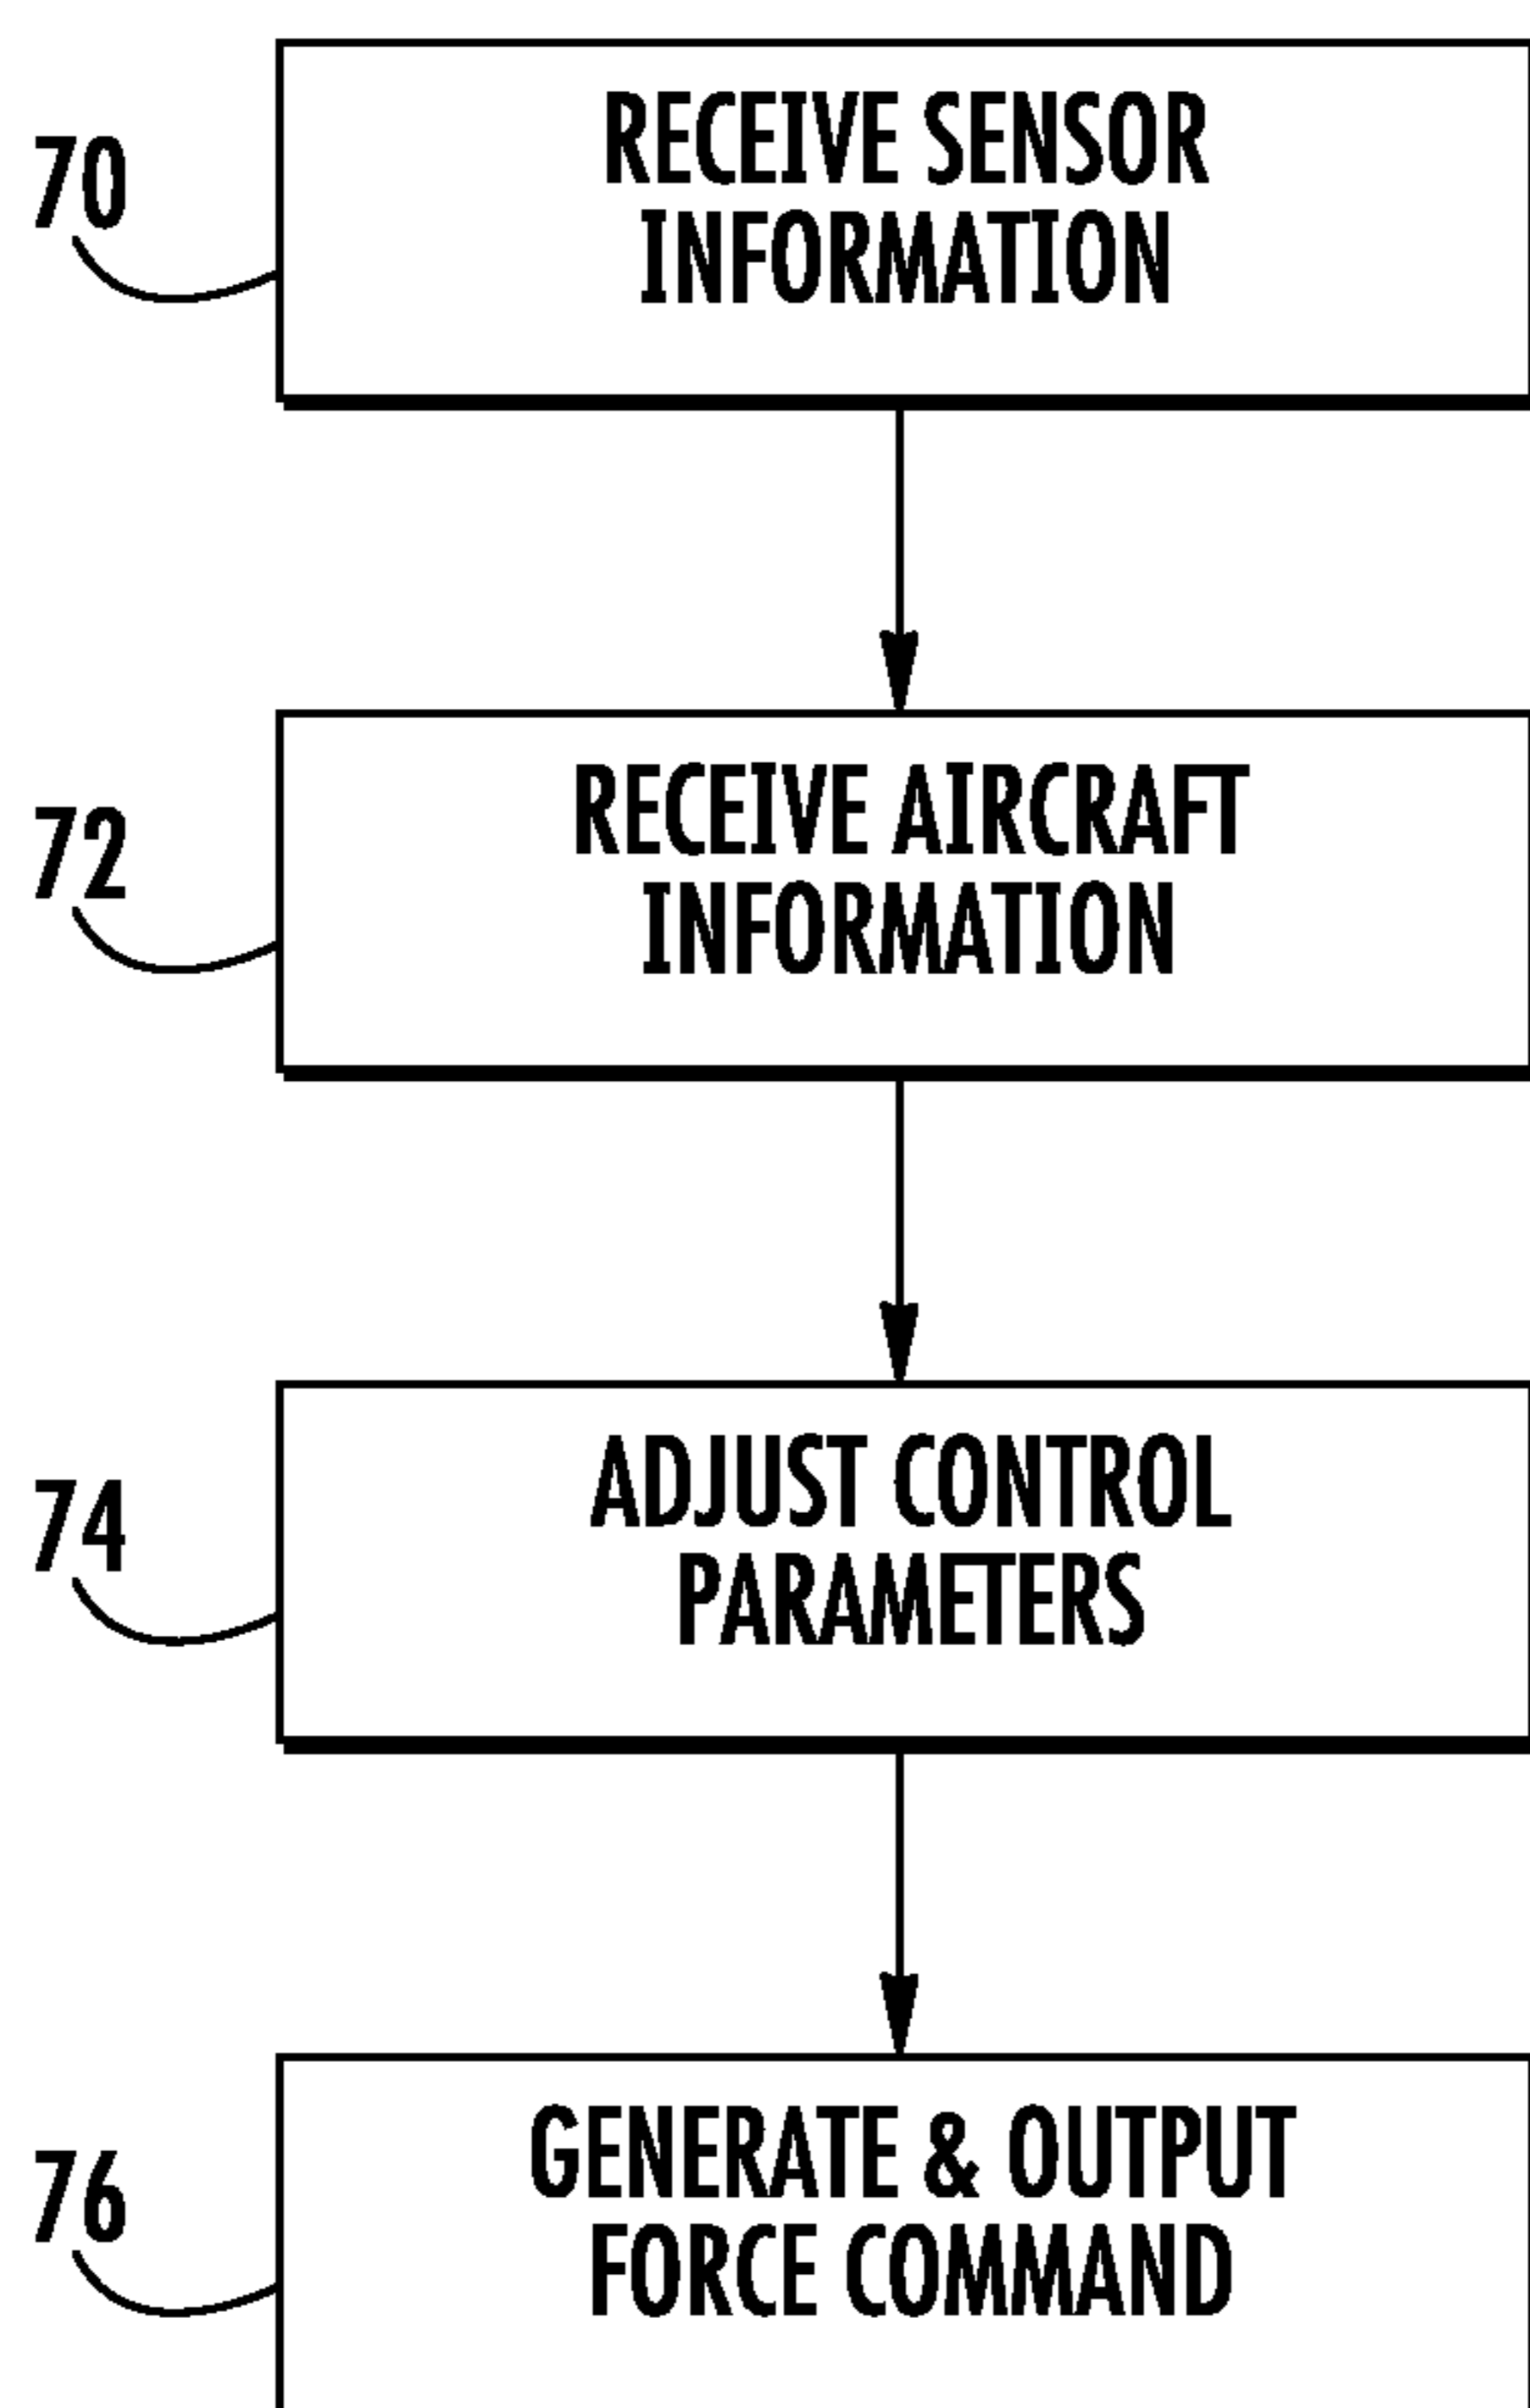 70
RECEIVE SENSOR
INFORMATION
72
RECEIVE AIRCRAFT
INFORMATION
74
ADJUST CONTROL
PARAMETERS
76
GENERATE & OUTPUT
FORCE COMMAND